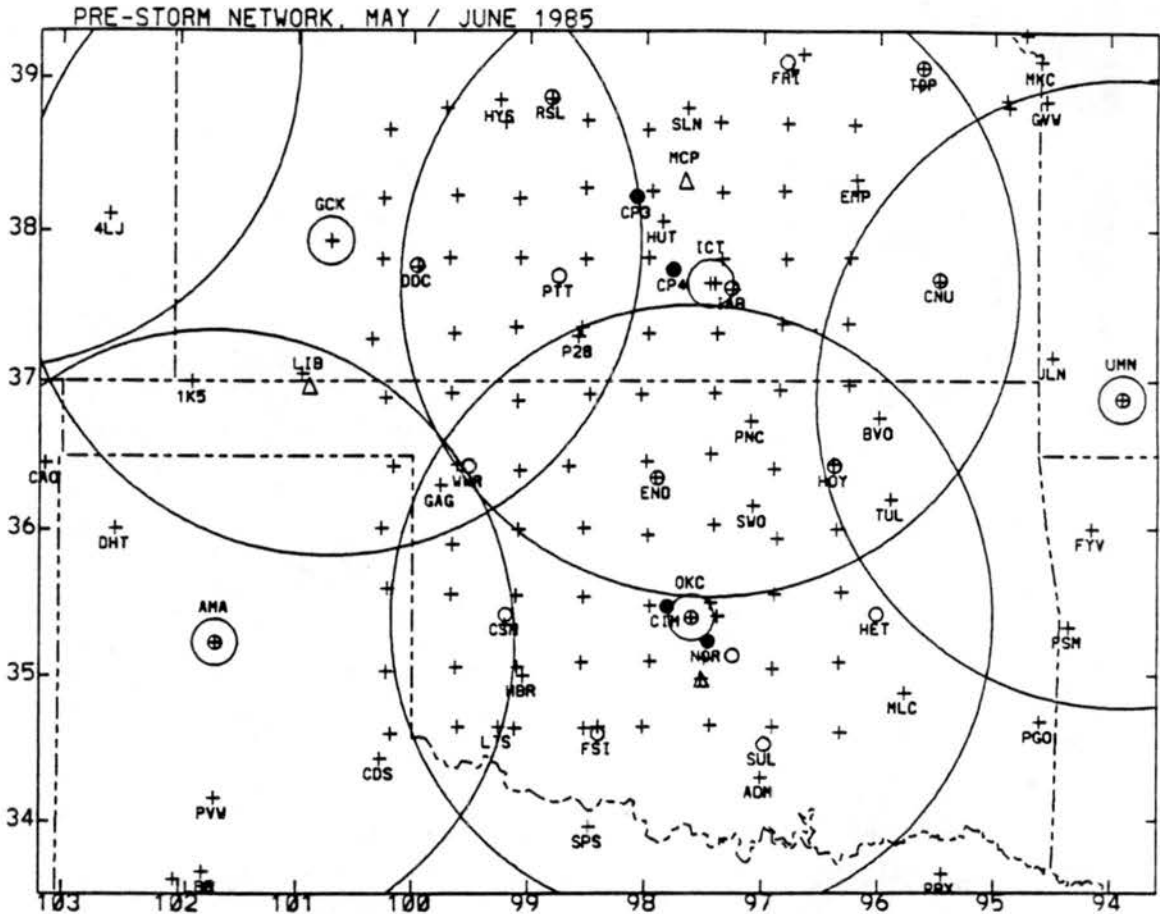 PRE-STORM NETWORK, MAY / JUNE 1985
39
FRI
TOP
MKC
HYS
RSL
SLN
GVW
MCP
GCK
CP3
EMP
38
4LJ
HUT
ICT
DDC
PTT
CP4
IAB
CNU
P28
LIB
JLN
UMN
37
1K5
PNC
BVO
CAO
WWR
GAG
END
HOY
SWO
TUL
36
DHT
FYV
OKC
AMA
CSM
CIM
HET
FSM
NOR
35
HBR
MLC
LTS
FSI
SUL
PGO
CDS
ADM
34
PVW
SPS
LBB
PRX
103 102 101 100 99 98 97 96 95 94